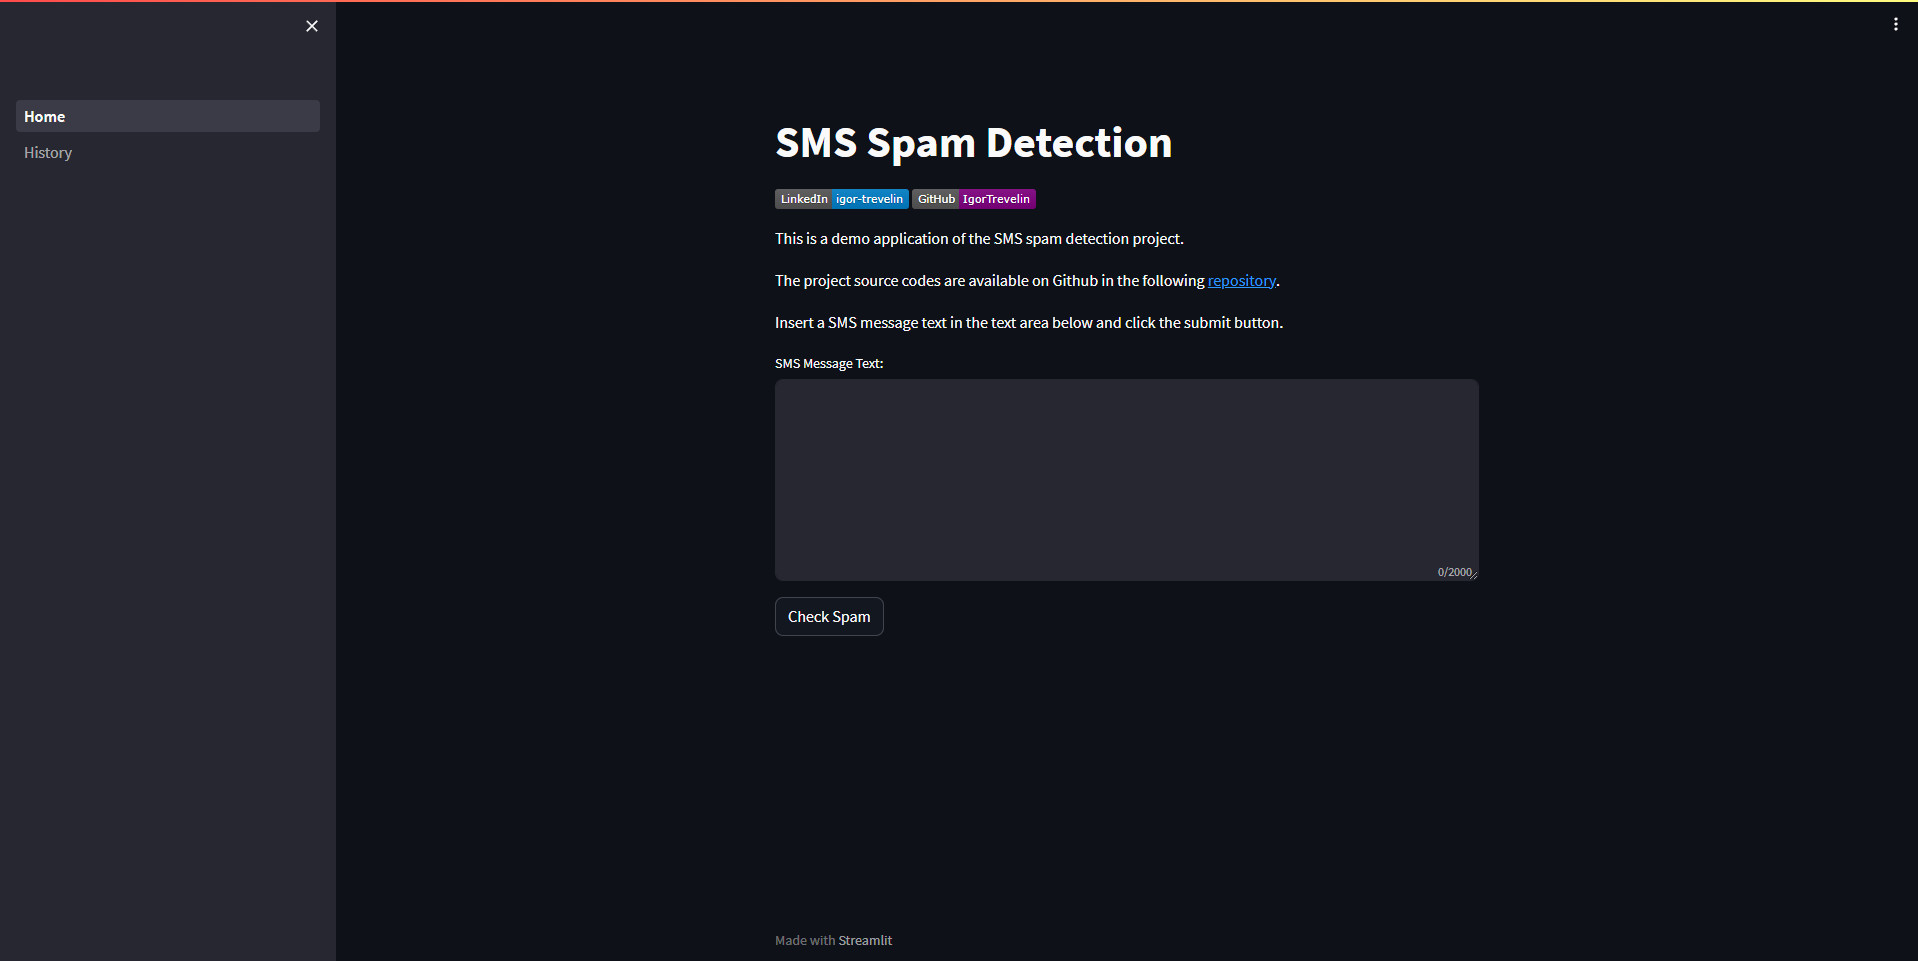 Home
History
SMS Spam Detection
LinkedIn igor-trevelin GitHub IgorTrevelin
This is a demo application of the SMS spam detection project.
The project source codes are available on Github in the following repository.
Insert a SMS message text in the text area below and click the submit button.
SMS Message Text:
0/2000
Check Spam
Made with Streamlit